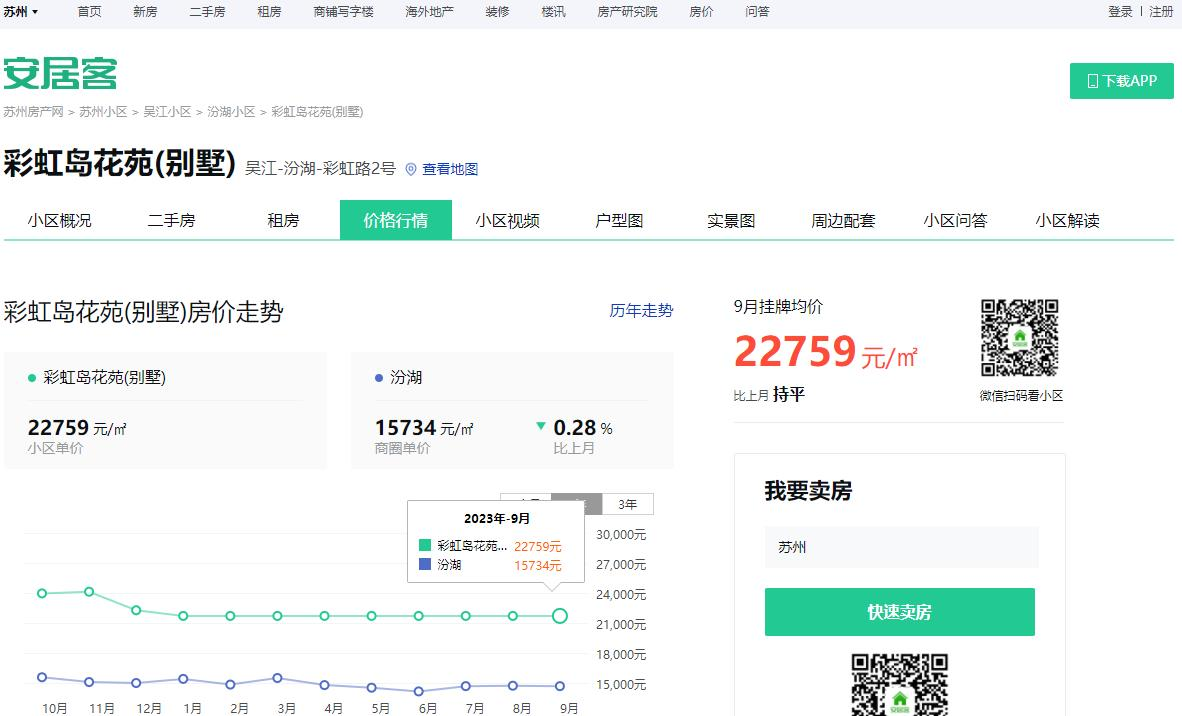 苏州 首页 新房 二手房 租房 商铺写字楼 海外地产 装修 楼讯 房产研究院 房价 问答 登录 | 注册
安居客
下载APP
苏州房产网 > 苏州小区 > 吴江小区 > 汾湖小区 > 彩虹岛花苑(别墅)
彩虹岛花苑(别墅) 吴江-汾湖-彩虹路2号 查看地图
小区概况 二手房 租房 价格行情 小区视频 户型图 实景图 周边配套 小区问答 小区解读
彩虹岛花苑(别墅)房价走势 历年走势
彩虹岛花苑(别墅)
22759 元/㎡
小区单价
汾湖
15734 元/㎡ 0.28 %
商圈单价 比上月
3年
2023年-9月
彩虹岛花苑... 22759元
汾湖 15734元
30,000元
27,000元
24,000元
21,000元
18,000元
15,000元
10月 11月 12月 1月 2月 3月 4月 5月 6月 7月 8月 9月
9月挂牌均价
22759 元/㎡
比上月 持平
微信扫码看小区
我要卖房
苏州
快速卖房